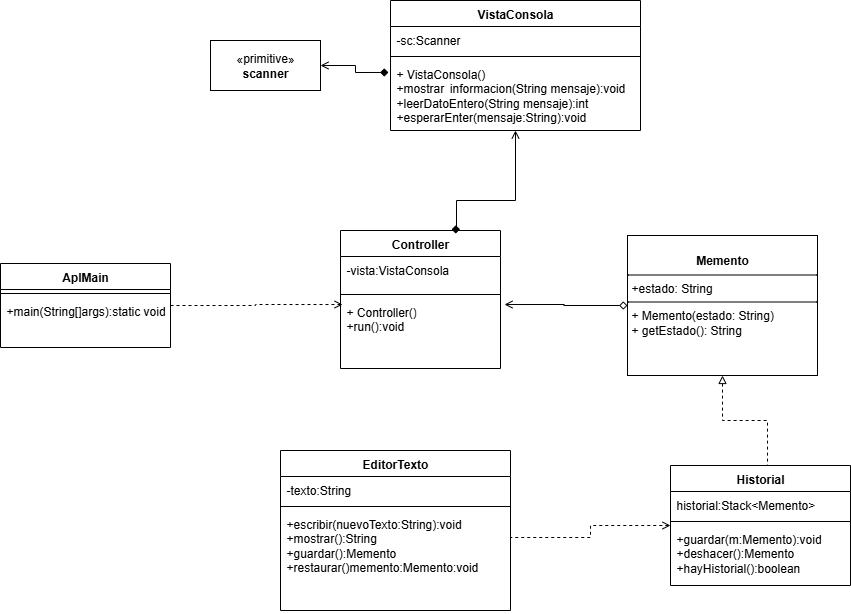 VistaConsola
-sc:Scanner
+ VistaConsola()
+mostrar informacion(String mensaje):void
+leerDatoEntero(String mensaje):int
+esperarEnter(mensaje:String):void
«primitive»
scanner
Controller
-vista:VistaConsola
+ Controller()
+run():void
AplMain
+main(String[]args):static void
Memento
+estado: String
+ Memento(estado: String)
+ getEstado(): String
EditorTexto
-texto:String
+escribir(nuevoTexto:String):void
+mostrar():String
+guardar():Memento
+restaurar()memento:Memento:void
Historial
historial:Stack<Memento>
+guardar(m:Memento):void
+deshacer():Memento
+hayHistorial():boolean